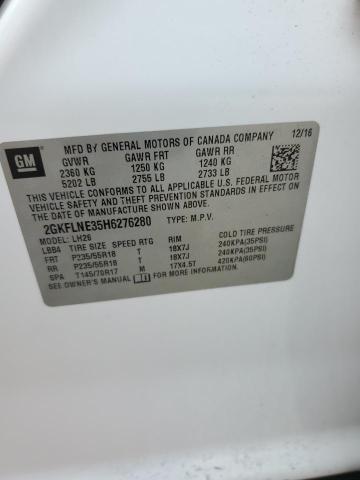 GM
MFD BY GENERAL MOTORS OF CANADA COMPANY 12/16
GVWR GAWR FRT GAWR RR
2360 KG 1250 KG 1240 KG
5202 LB 2755 LB 2733 LB
THIS VEHICLE CONFORMS TO ALL APPLICABLE U.S. FEDERAL MOTOR
VEHICLE SAFETY AND THEFT PREVENTION STANDARDS IN EFFECT ON
THE DATE OF MANUFACTURE SHOWN ABOVE.
2GKFLNE35H6276280 TYPE: M.P.V.
MODEL: LH26
LBB4 TIRE SIZE SPEED RTG RIM COLD TIRE PRESSURE
FRT P235/55R18 T 18X7J 240KPA(35PSI)
RR P235/55R18 T 18X7J 240KPA(35PSI)
SPA T145/70R17 M 17X4.5T 420KPA(60PSI)
SEE OWNER'S MANUAL FOR ADDITIONAL INFORMATION.